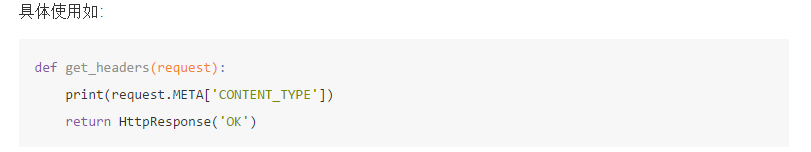 具体使用如:
def get_headers(request):
    print(request.META['CONTENT_TYPE'])
    return HttpResponse('OK')